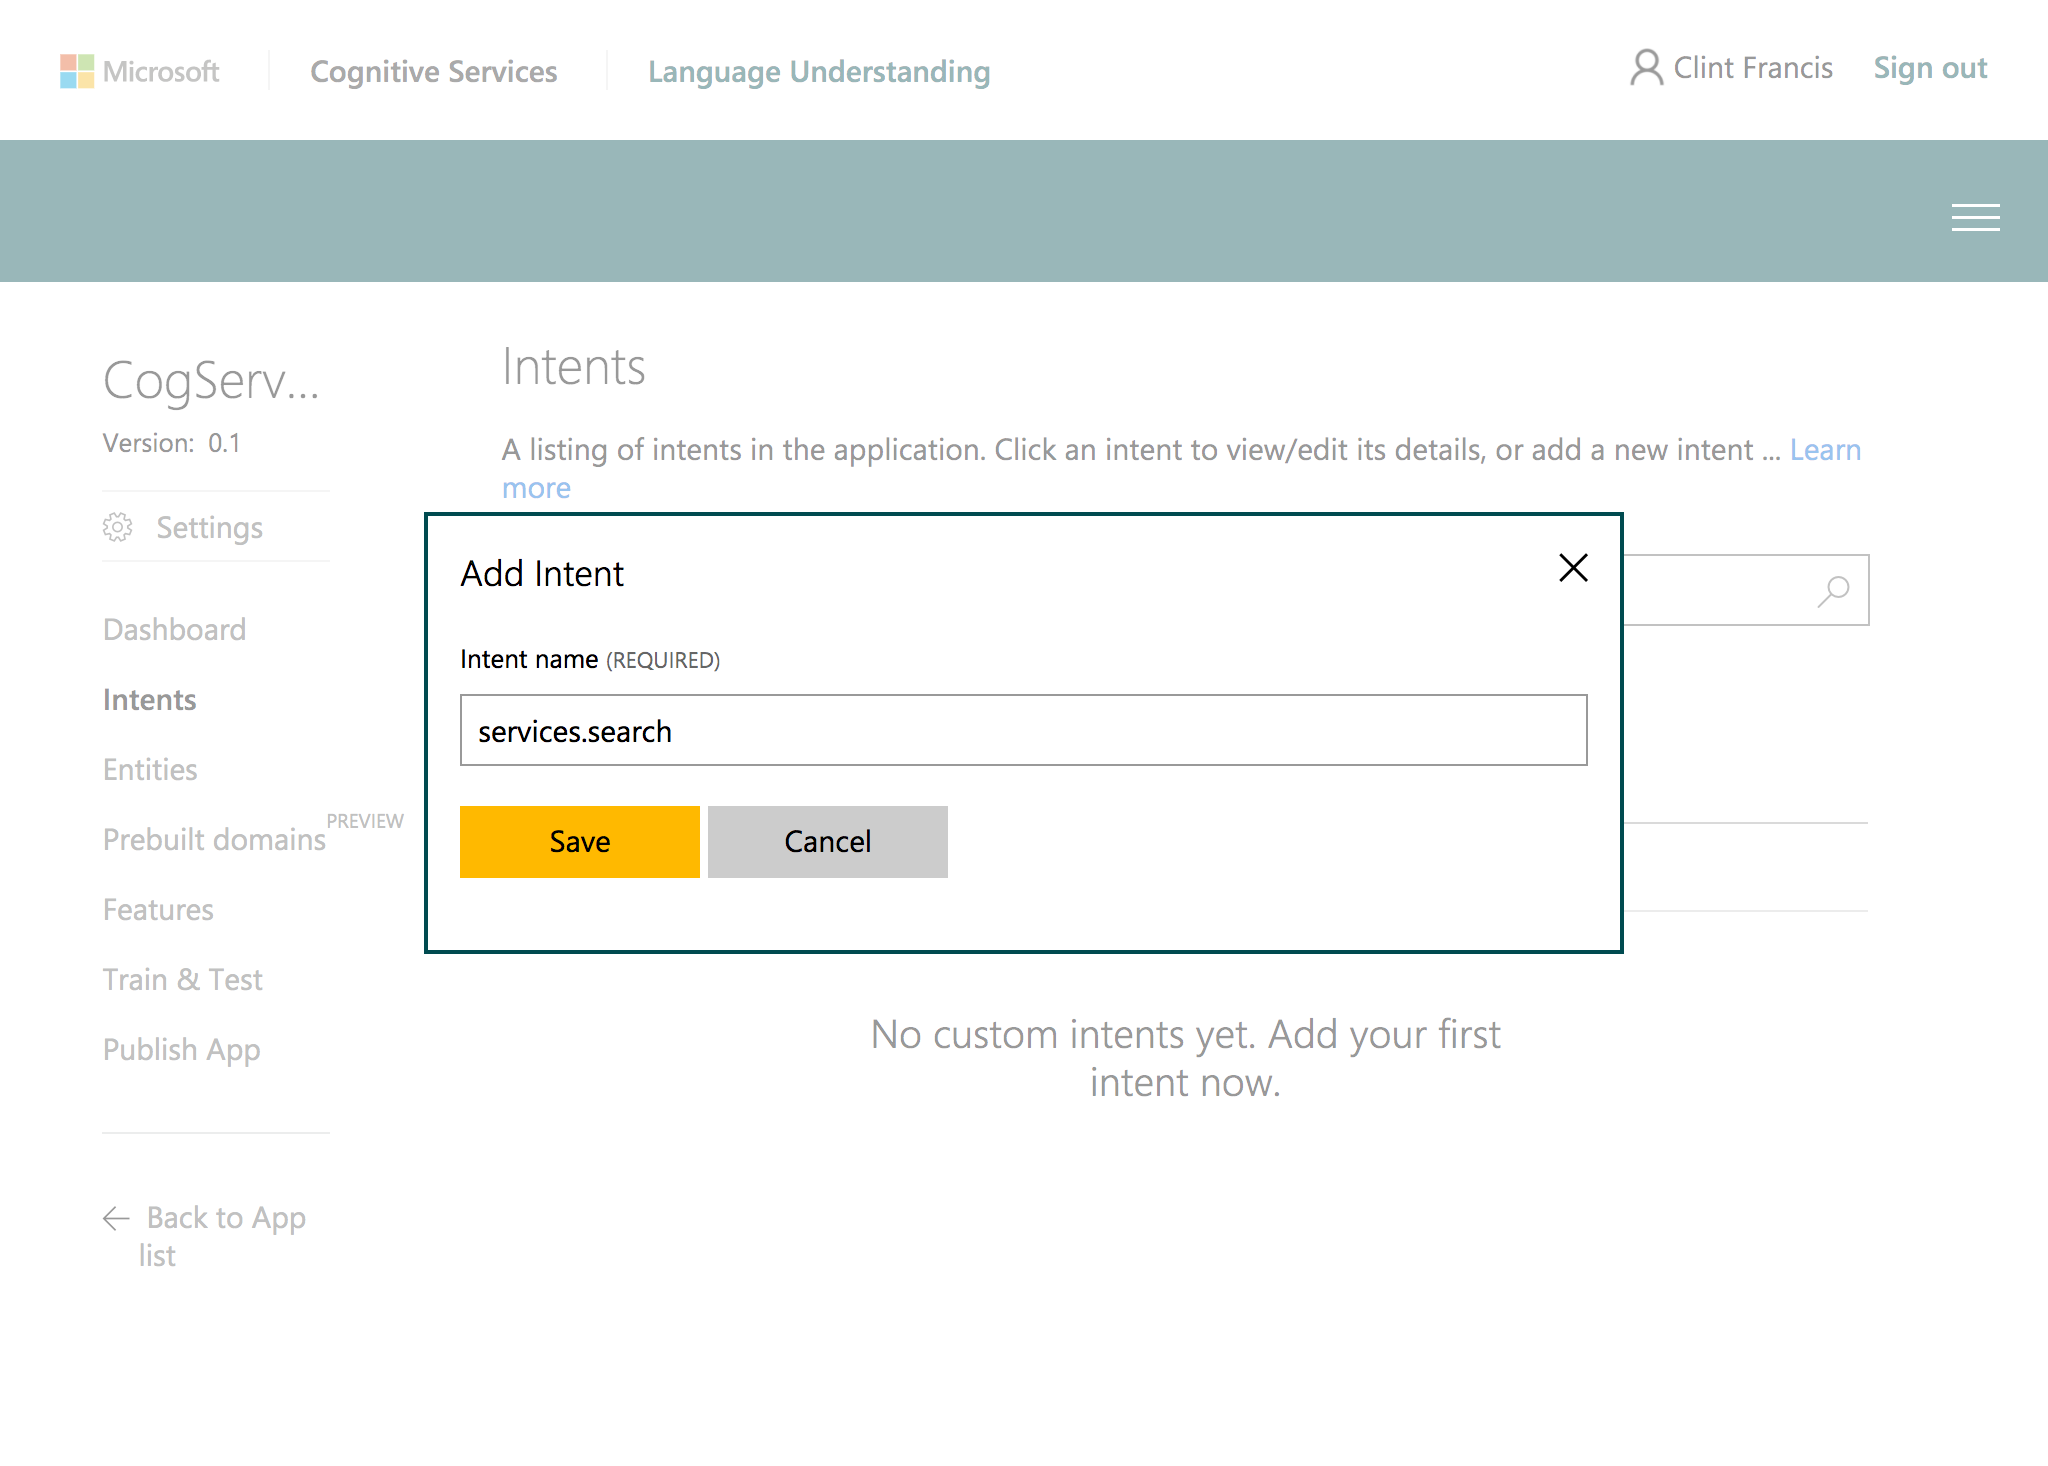 Microsoft
Cognitive Services
Language Understanding
Clint Francis
Sign out
CogServ...
Version: 0.1
Settings
Dashboard
Intents
Entities
Prebuilt domains PREVIEW
Features
Train & Test
Publish App
Back to App
list
Intents
A listing of intents in the application. Click an intent to view/edit its details, or add a new intent ... Learn
more
Add Intent
Intent name (REQUIRED)
services.search
Save
Cancel
No custom intents yet. Add your first
intent now.